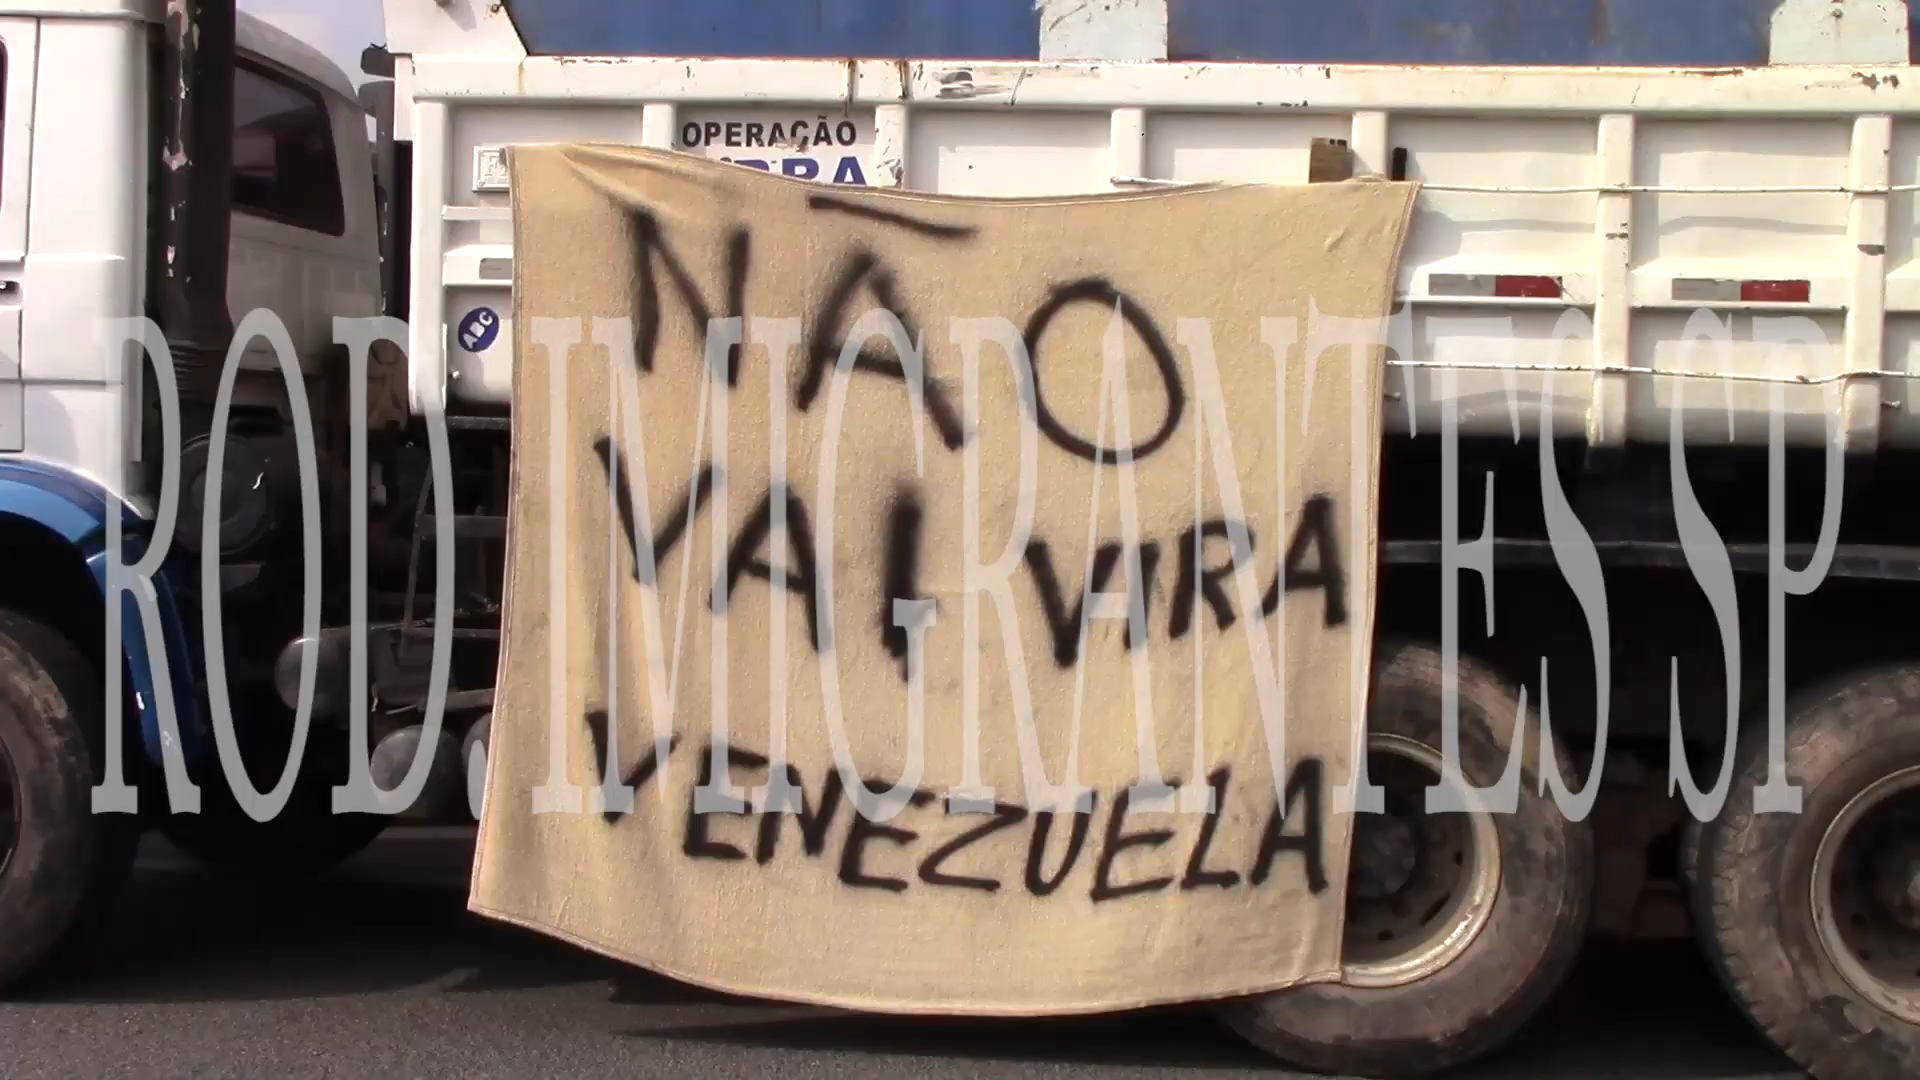 OPERAÇÃO
NÃO
VAI VIRA
VENEZUELA
ABC
ROD. IMIGRANTES SP